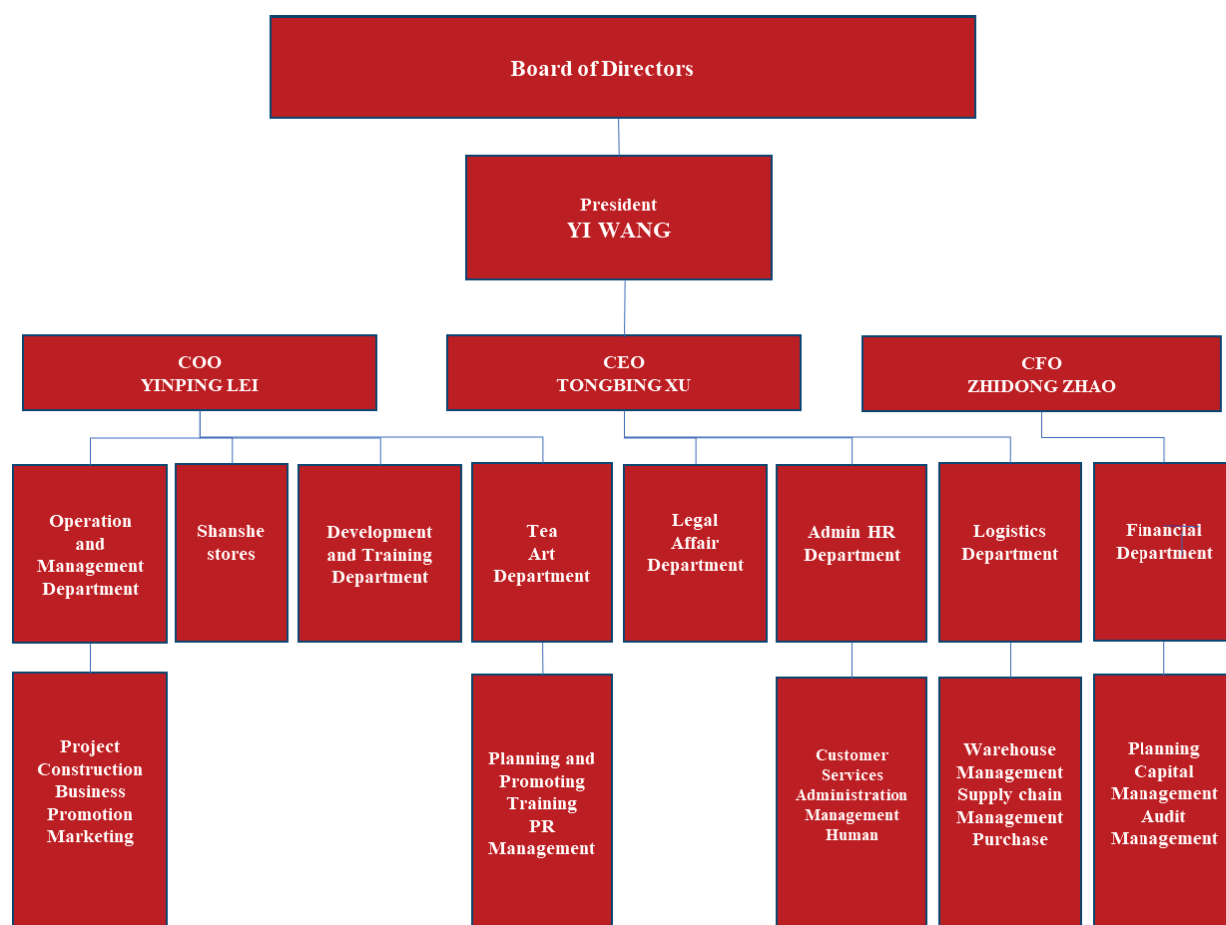 Board of Directors
President
YI WANG
COO
YINPING LEI
CEO
TONGBING XU
CFO
ZHIDONG ZHAO
Operation
and
Management
Department
Shanshe
stores
Development
and Training
Department
Tea
Art
Department
Legal
Affair
Department
Admin HR
Department
Logistics
Department
Financial
Department
Project
Construction
Business
Promotion
Marketing
Planning and
Promoting
Training
PR
Management
Customer
Services
Administration
Management
Human
Warehouse
Management
Supply chain
Management
Purchase
Planning
Capital
Management
Audit
Management